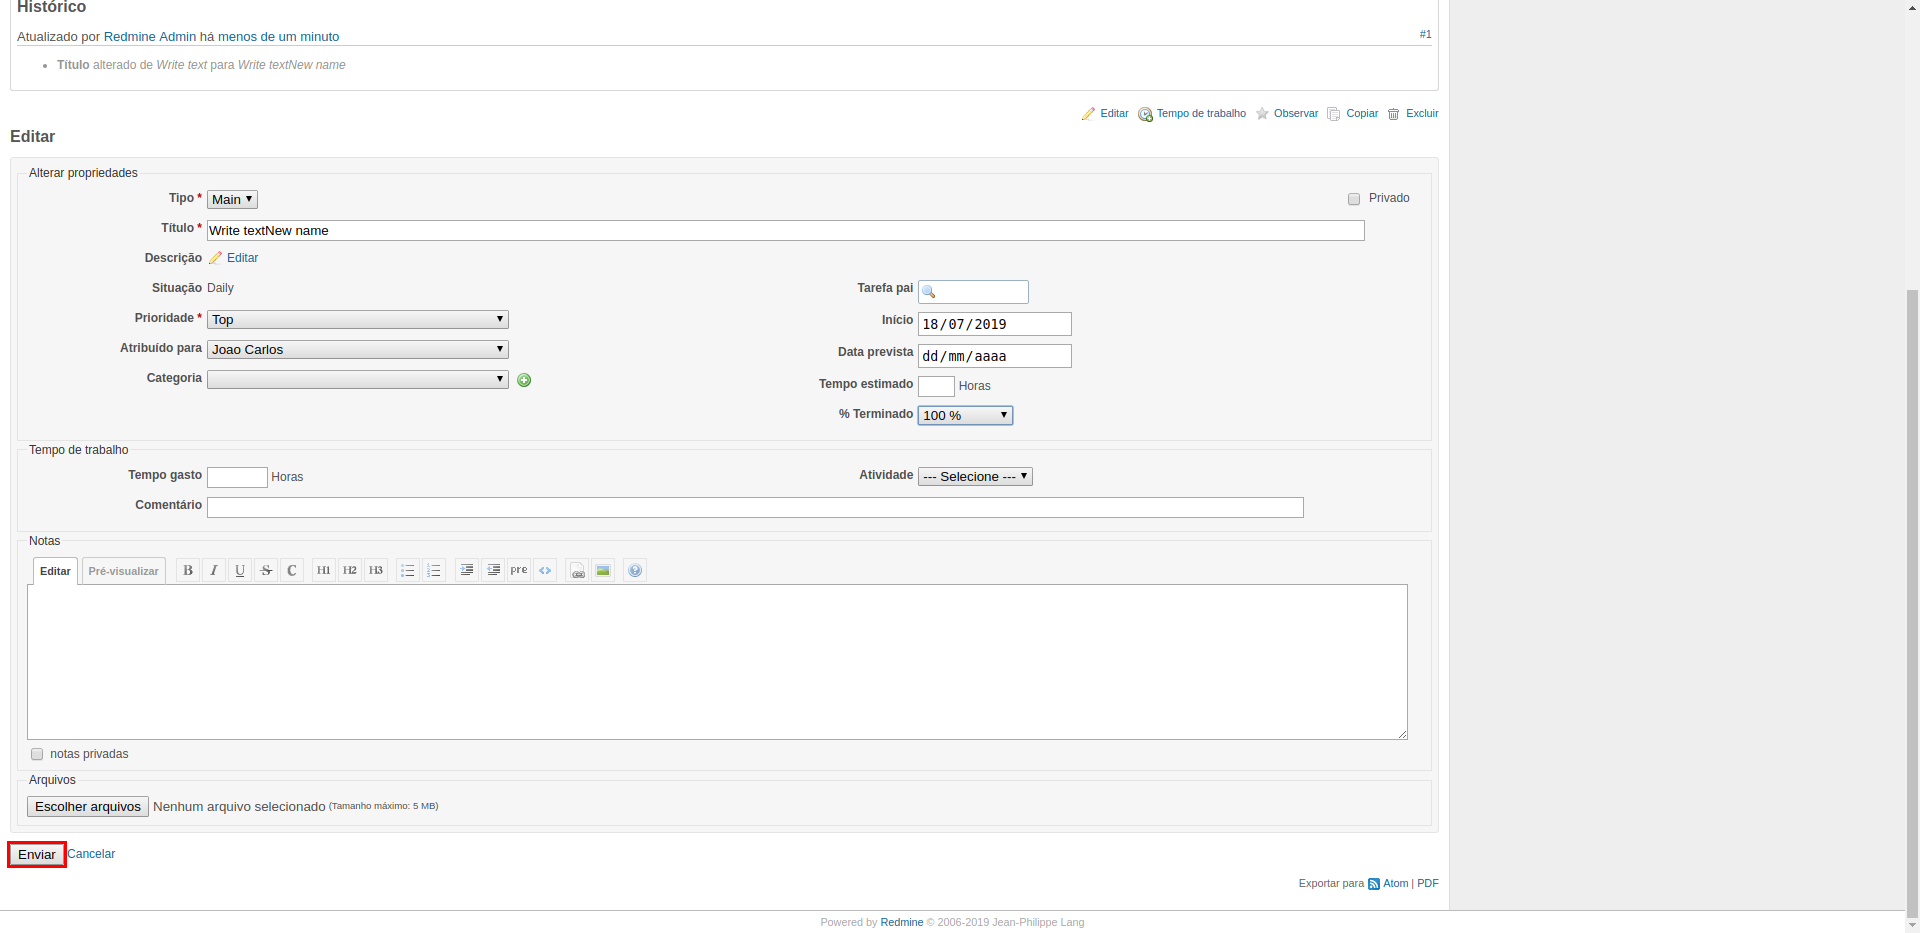 Histórico
Atualizado por Redmine Admin há menos de um minuto #1
Título alterado de Write text para Write textNew name
Editar Tempo de trabalho Observar Copiar Excluir
Editar
Alterar propriedades
Tipo * Main Privado
Título * Write textNew name
Descrição Editar
Situação Daily Tarefa pai
Prioridade * Top Início 18/07/2019
Atribuído para Joao Carlos Data prevista dd/mm/aaaa
Categoria Tempo estimado Horas
% Terminado 100 %
Tempo de trabalho
Tempo gasto Horas Atividade --- Selecione ---
Comentário
Notas
Editar Pré-visualizar B I U S C H1 H2 H3 pre <>
notas privadas
Arquivos
Escolher arquivos Nenhum arquivo selecionado (Tamanho máximo: 5 MB)
Enviar Cancelar
Exportar para Atom | PDF
Powered by Redmine © 2006-2019 Jean-Philippe Lang